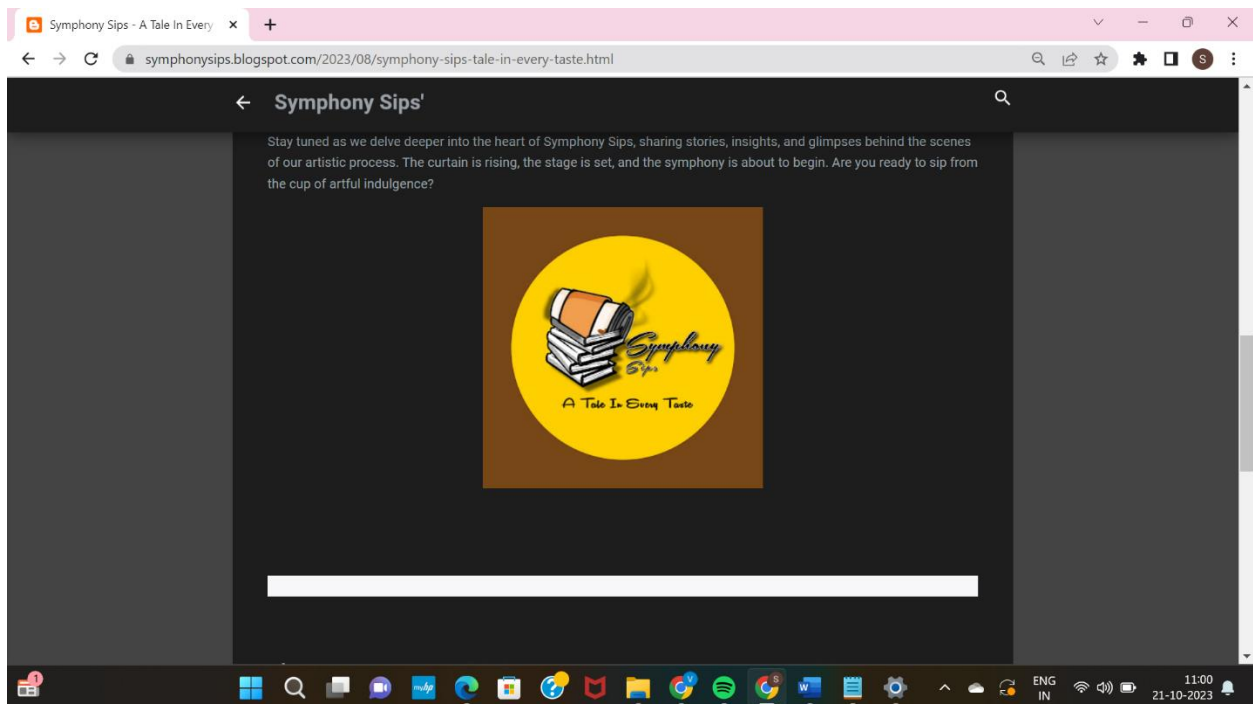 Symphony Sips - A Tale In Every
symphonysips.blogspot.com/2023/08/symphony-sips-tale-in-every-taste.html
S
Symphony Sips'
Stay tuned as we delve deeper into the heart of Symphony Sips, sharing stories, insights, and glimpses behind the scenes
of our artistic process. The curtain is rising, the stage is set, and the symphony is about to begin. Are you ready to sip from
the cup of artful indulgence?
Symphony
Sips
A Tale In Every Taste
1
myhp
V
S
W
ENG
IN
11:00
21-10-2023